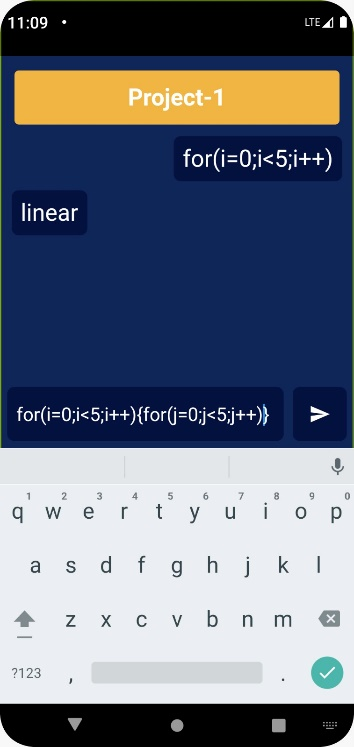 11:09
LTE
Project-1
for(i=0;i<5;i++)
linear
for(i=0;i<5;i++){for(j=0;j<5;j++)}
1 2 3 4 5 6 7 8 9 0
q w e r t y u i o p
a s d f g h j k l
z x c v b n m
?123 , .